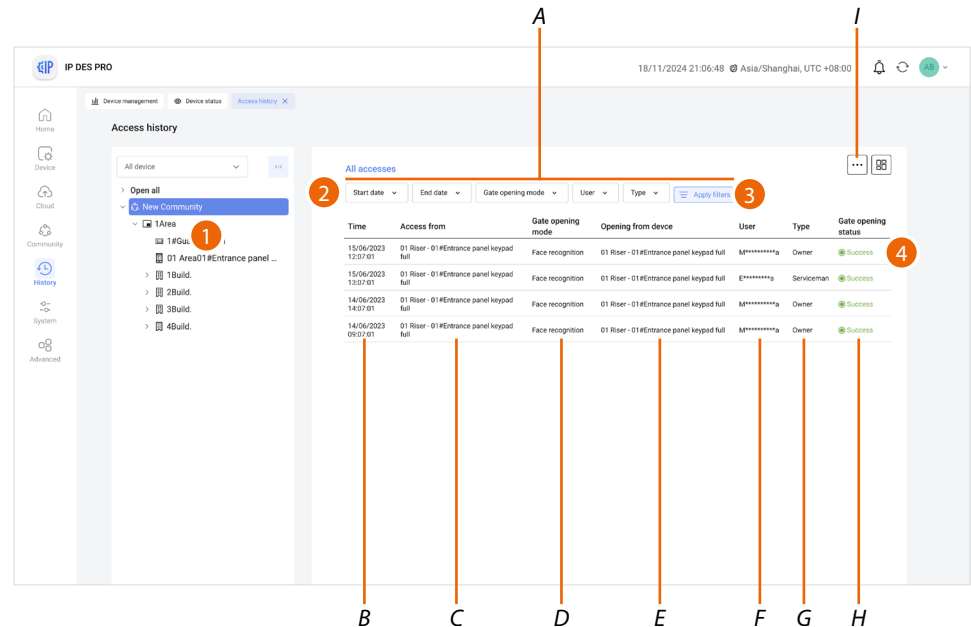 A I
IP IP DES PRO 18/11/2024 21:06:48 Asia/Shanghai, UTC +08:00 AB
Device management Device status Access history X
Home
Access history
Device
All device
All accesses
Open all
2 Start date End date Gate opening mode User Type Apply filters 3
Cloud
New Community
1Area
1#Gu 1
01 Area01#Entrance panel ...
1Build.
2Build.
3Build.
4Build.
Community
History
System
Advanced
Time Access from Gate opening mode Opening from devce User Type Gate opening status
15/06/2023 12:07:01 01 Riser - 01#Entrance panel keypad full Face recognition 01 Riser - 01#Entrance panel keypad full M**********a Owner Success 4
15/06/2023 13:07:01 01 Riser - 01#Entrance panel keypad full Face recognition 01 Riser - 01#Entrance panel keypad full E*********a Serviceman Success
14/06/2023 14:07:01 01 Riser - 01#Entrance panel keypad full Face recognition 01 Riser - 01#Entrance panel keypad full M**********a Owner Success
14/06/2023 09:07:01 01 Riser - 01#Entrance panel keypad full Face recognition 01 Riser - 01#Entrance panel keypad full M**********a Owner Success
B C D E F G H